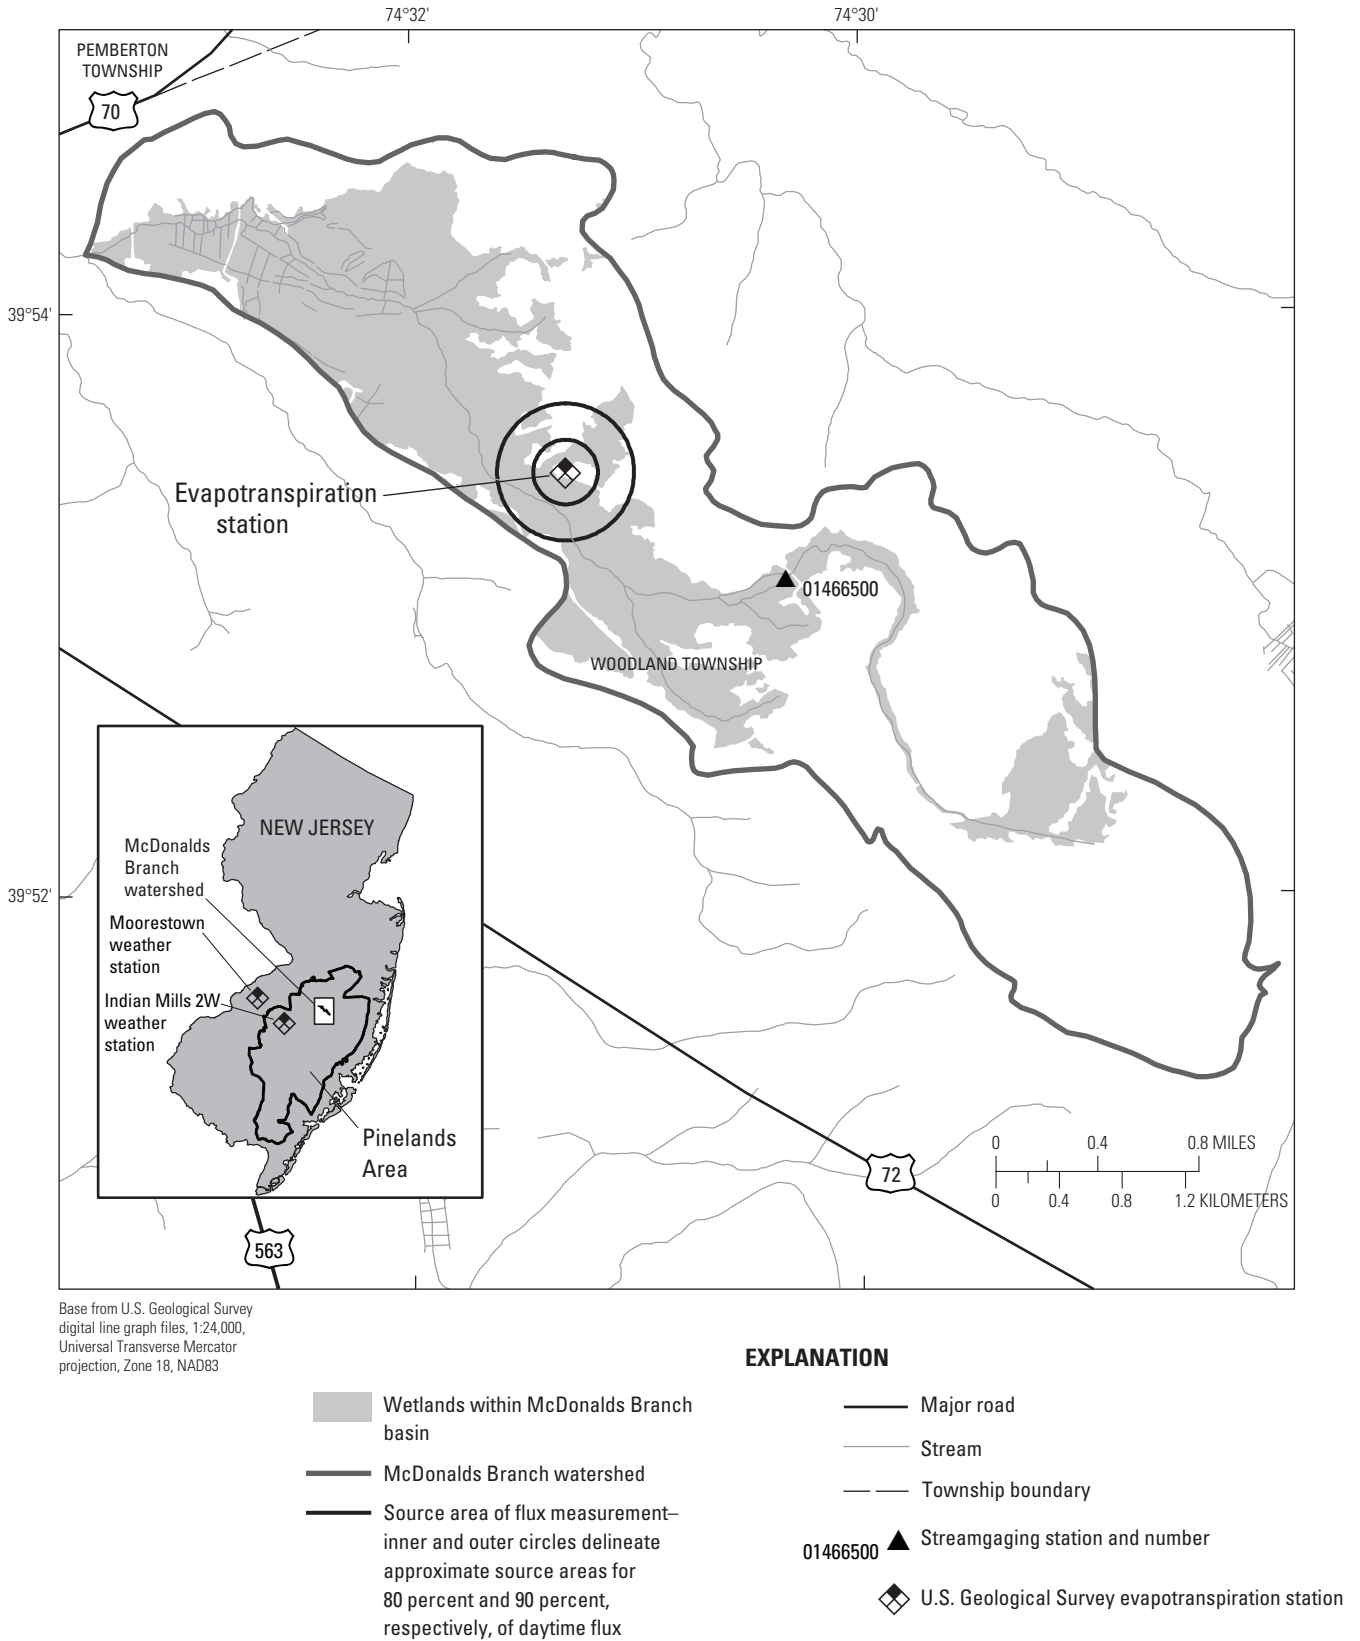 74°32'
74°30'
PEMBERTON
TOWNSHIP
70
39°54'
Evapotranspiration
station
01466500
WOODLAND TOWNSHIP
NEW JERSEY
McDonalds
Branch
watershed
39°52'
Moorestown
weather
station
Indian Mills 2W
weather
station
Pinelands
Area
0 0.4 0.8 MILES
0 0.4 0.8 1.2 KILOMETERS
72
563
Base from U.S. Geological Survey
digital line graph files, 1:24,000,
Universal Transverse Mercator
projection, Zone 18, NAD83
EXPLANATION
Wetlands within McDonalds Branch
basin
McDonalds Branch watershed
Source area of flux measurement–
inner and outer circles delineate
approximate source areas for
80 percent and 90 percent,
respectively, of daytime flux
Major road
Stream
Township boundary
01466500 Streamgaging station and number
U.S. Geological Survey evapotranspiration station